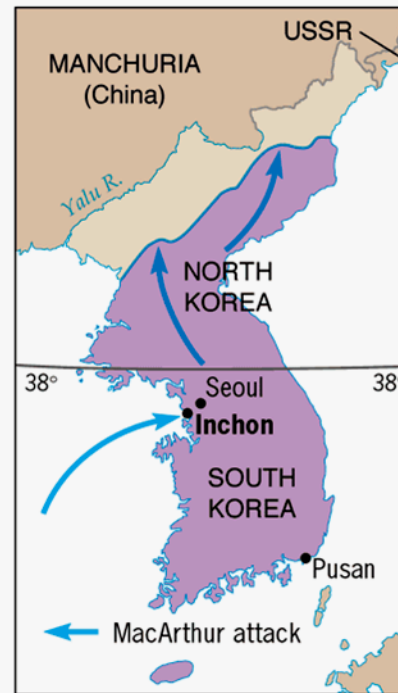 USSR
MANCHURIA
(China)
Yalu R.
NORTH
KOREA
38°
38°
Seoul
Inchon
SOUTH
KOREA
Pusan
MacArthur attack